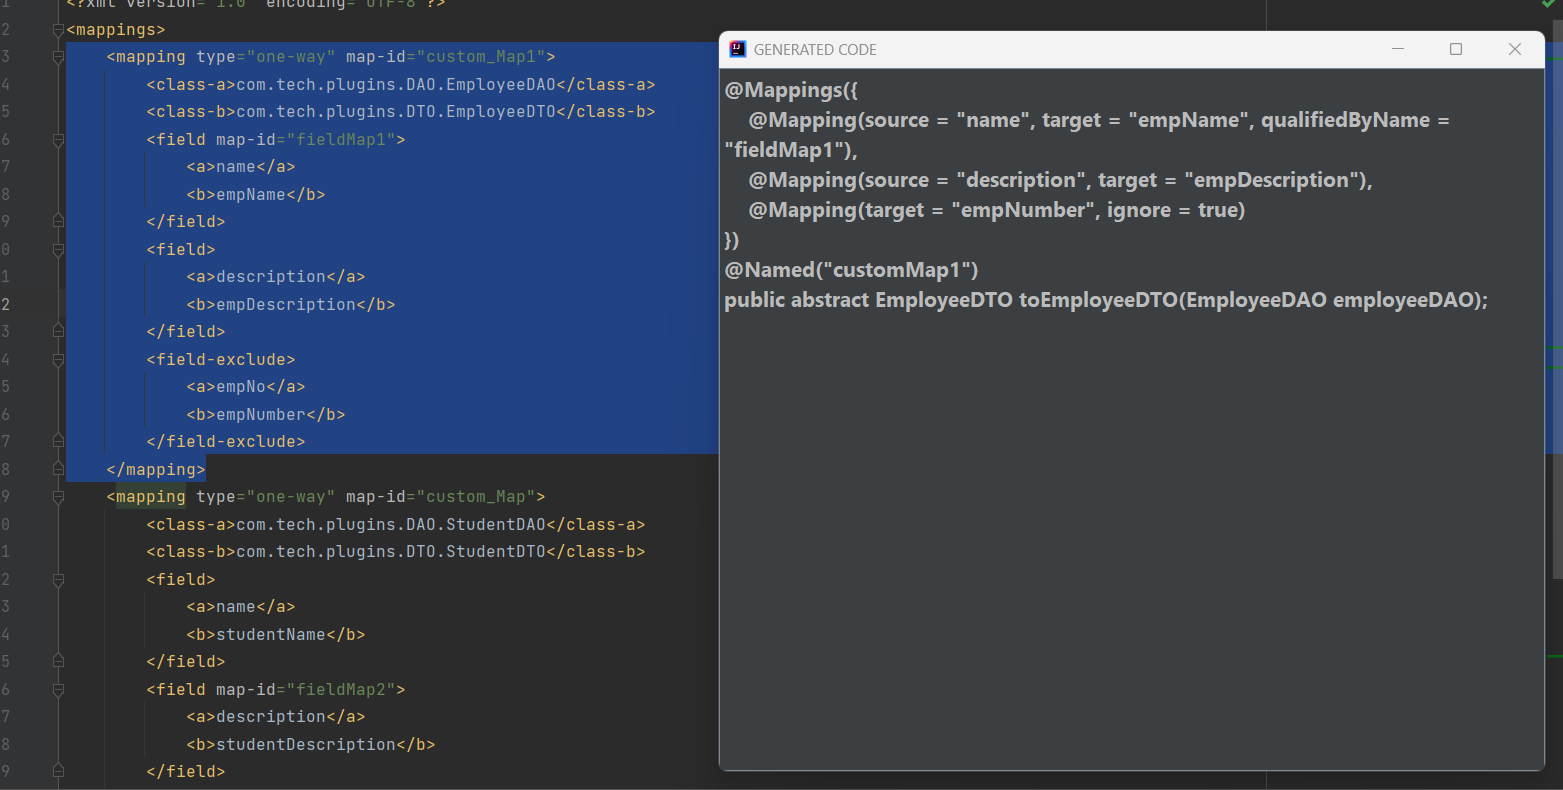 1 <?xml version="1.0" encoding="UTF-8"?>
2 <mappings>
3 <mapping type="one-way" map-id="custom_Map1">
4 <class-a>com.tech.plugins.DAO.EmployeeDAO</class-a>
5 <class-b>com.tech.plugins.DTO.EmployeeDTO</class-b>
6 <field map-id="fieldMap1">
7 <a>name</a>
8 <b>empName</b>
9 </field>
0 <field>
1 <a>description</a>
2 <b>empDescription</b>
3 </field>
4 <field-exclude>
5 <a>empNo</a>
6 <b>empNumber</b>
7 </field-exclude>
8 </mapping>
9 <mapping type="one-way" map-id="custom_Map">
0 <class-a>com.tech.plugins.DAO.StudentDAO</class-a>
1 <class-b>com.tech.plugins.DTO.StudentDTO</class-b>
2 <field>
3 <a>name</a>
4 <b>studentName</b>
5 </field>
6 <field map-id="fieldMap2">
7 <a>description</a>
8 <b>studentDescription</b>
9 </field>
IJ GENERATED CODE
@Mappings({
@Mapping(source = "name", target = "empName", qualifiedByName =
"fieldMap1"),
@Mapping(source = "description", target = "empDescription"),
@Mapping(target = "empNumber", ignore = true)
})
@Named("customMap1")
public abstract EmployeeDTO toEmployeeDTO(EmployeeDAO employeeDAO);